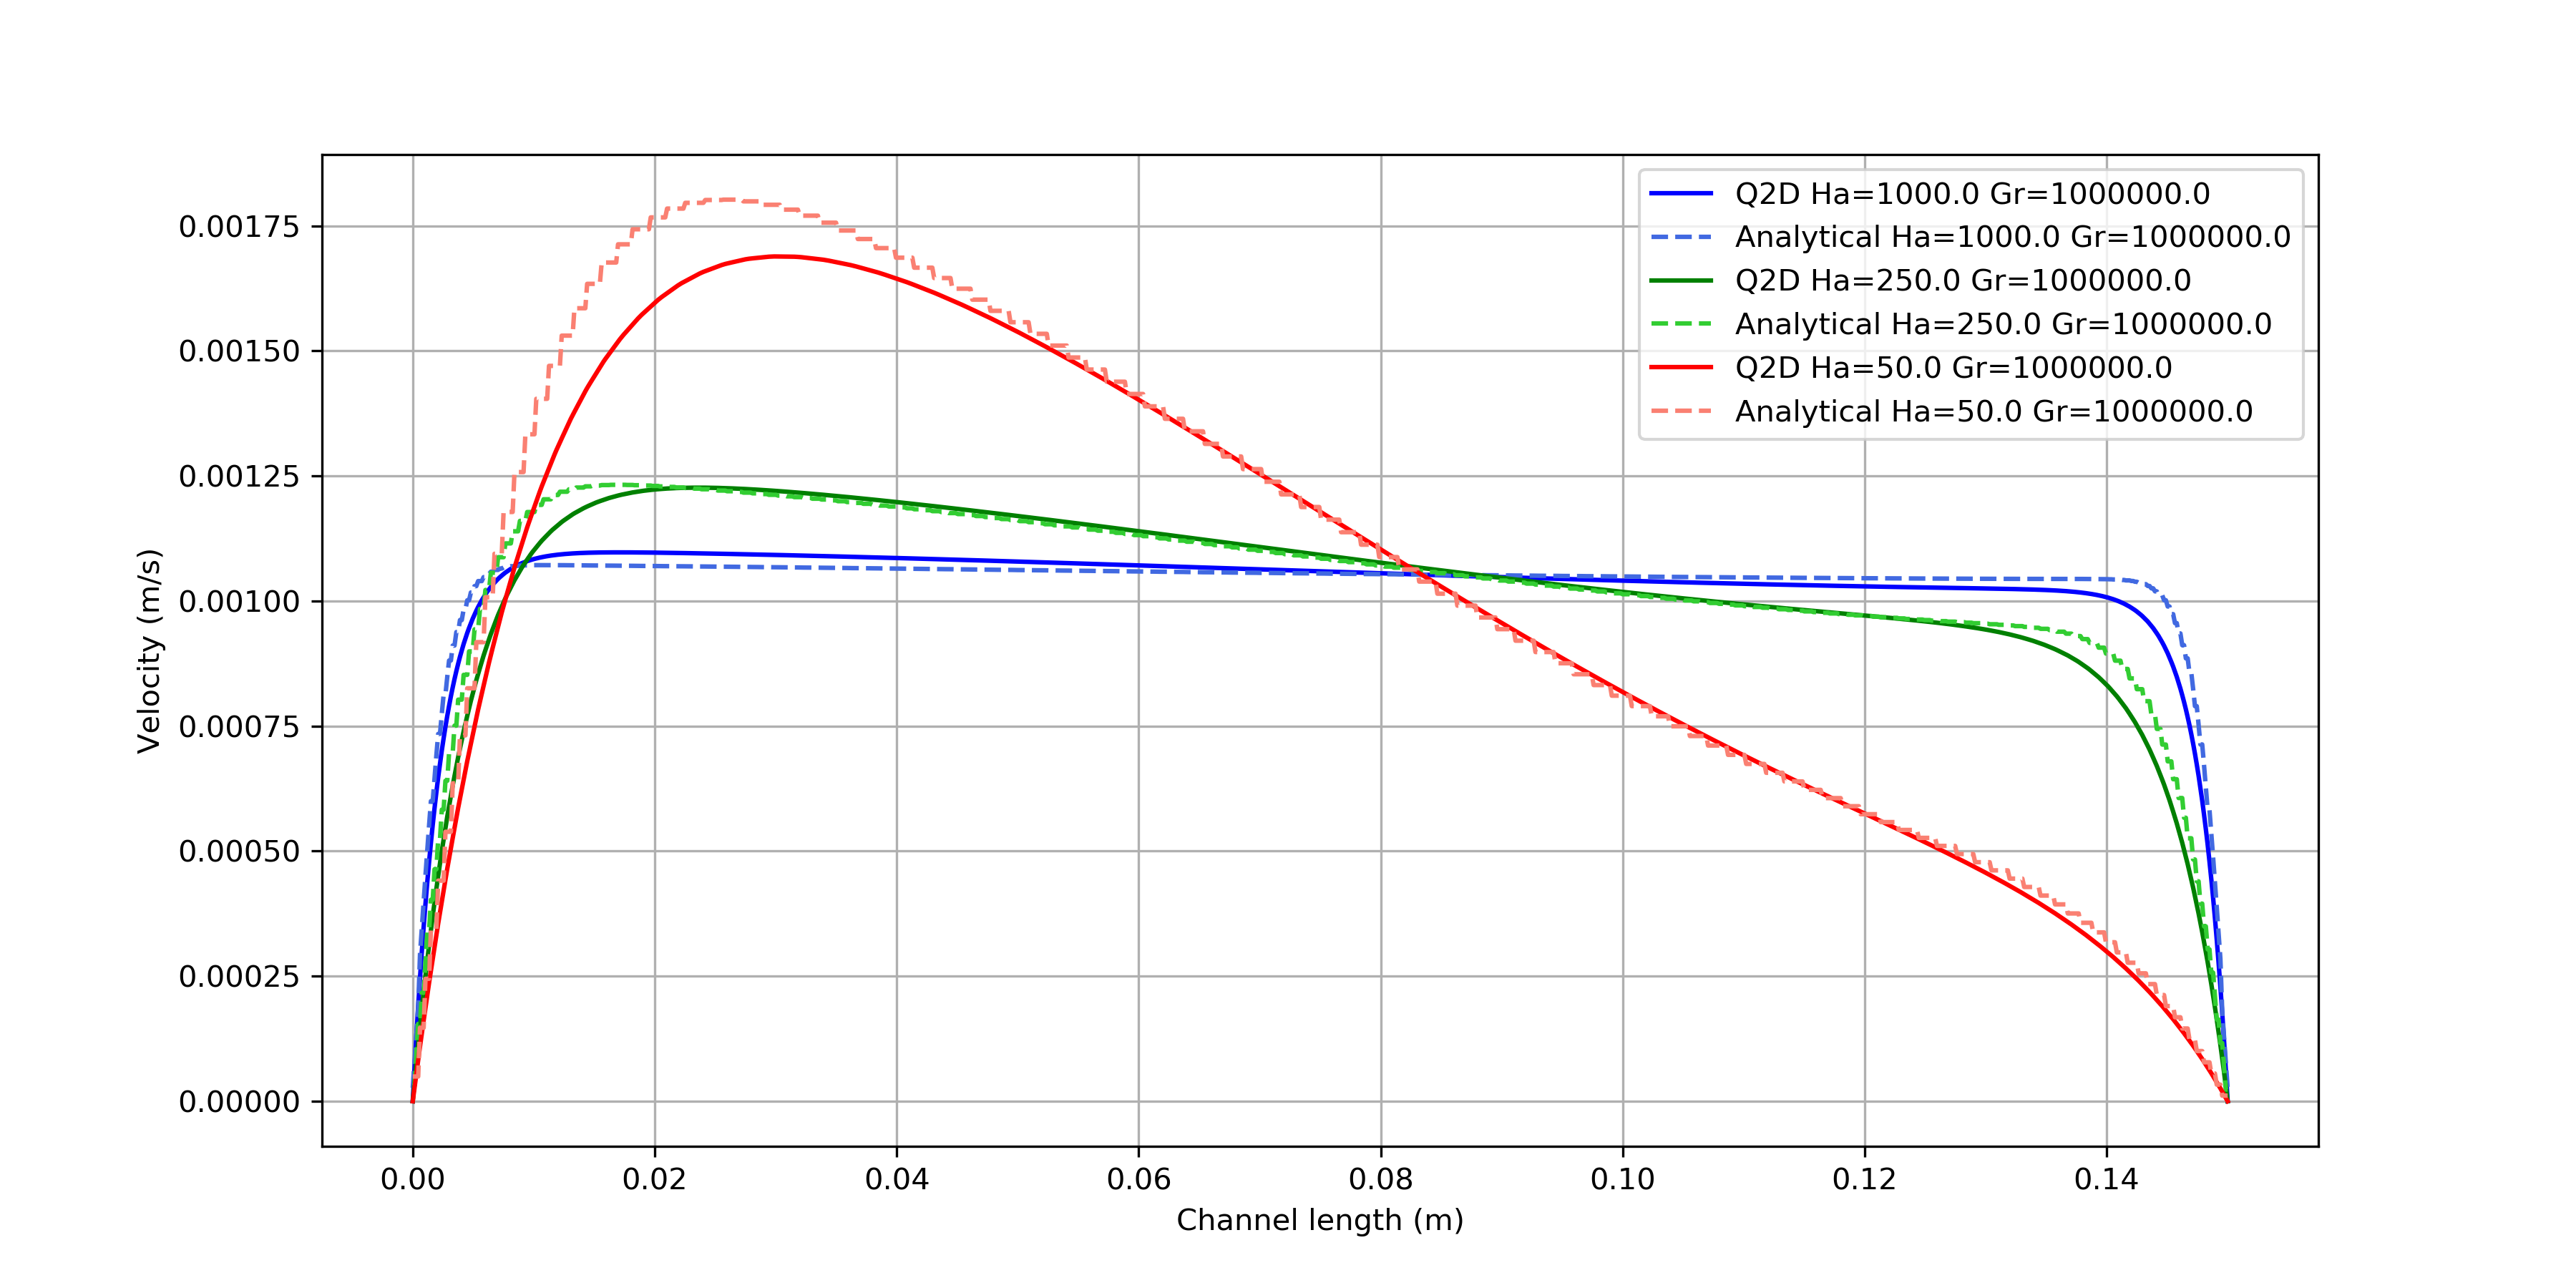 Q2D Ha=1000.0 Gr=1000000.0
Analytical Ha=1000.0 Gr=1000000.0
Q2D Ha=250.0 Gr=1000000.0
Analytical Ha=250.0 Gr=1000000.0
Q2D Ha=50.0 Gr=1000000.0
Analytical Ha=50.0 Gr=1000000.0
0.00175
0.00150
0.00125
0.00100
0.00075
0.00050
0.00025
0.00000
Velocity (m/s)
0.00 0.02 0.04 0.06 0.08 0.10 0.12 0.14
Channel length (m)